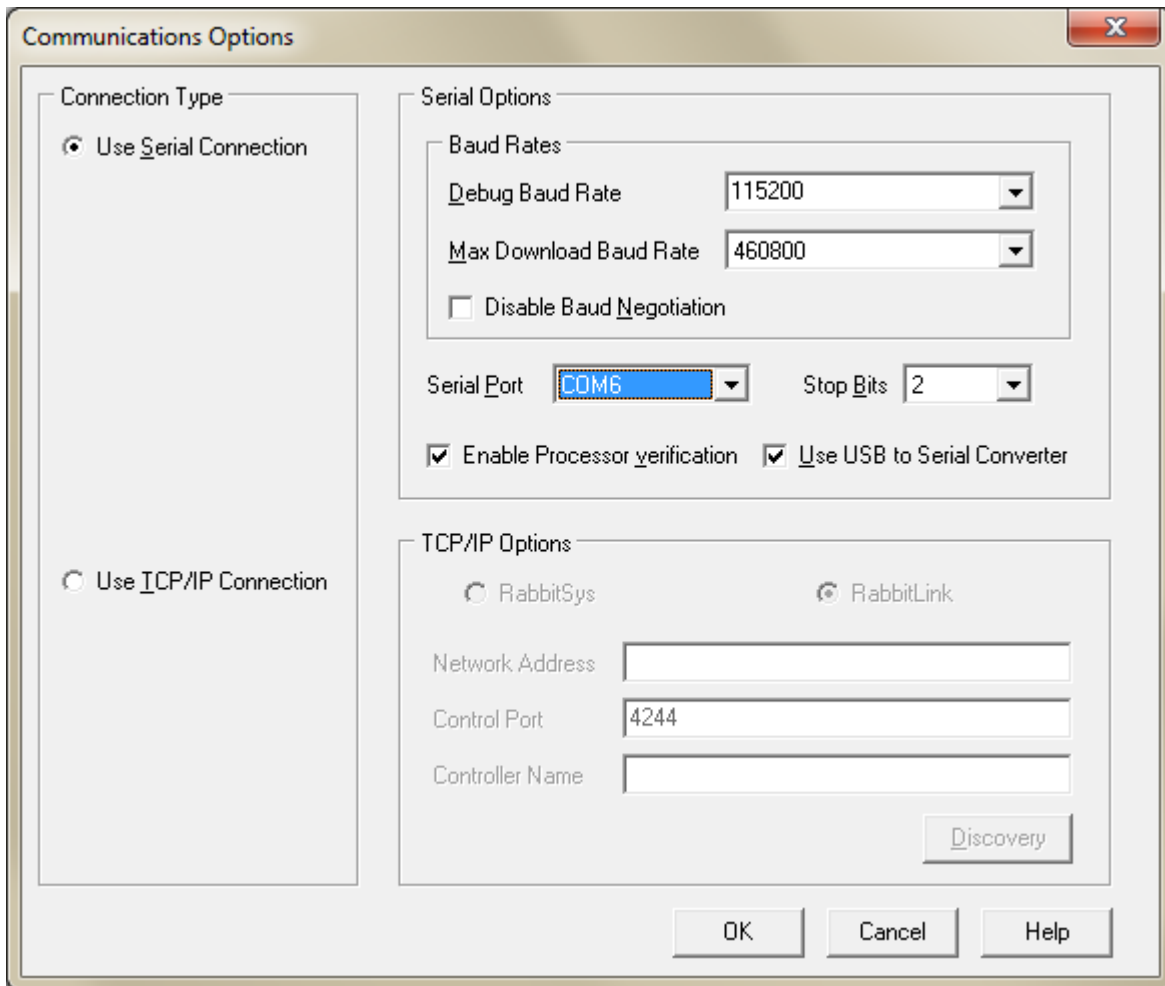 Communications Options
Connection Type
Use Serial Connection
Use TCP/IP Connection
Serial Options
Baud Rates
Debug Baud Rate 115200
Max Download Baud Rate 460800
Disable Baud Negotiation
Serial Port COM6 Stop Bits 2
Enable Processor verification Use USB to Serial Converter
TCP/IP Options
RabbitSys RabbitLink
Network Address
Control Port 4244
Controller Name
Discovery
OK Cancel Help